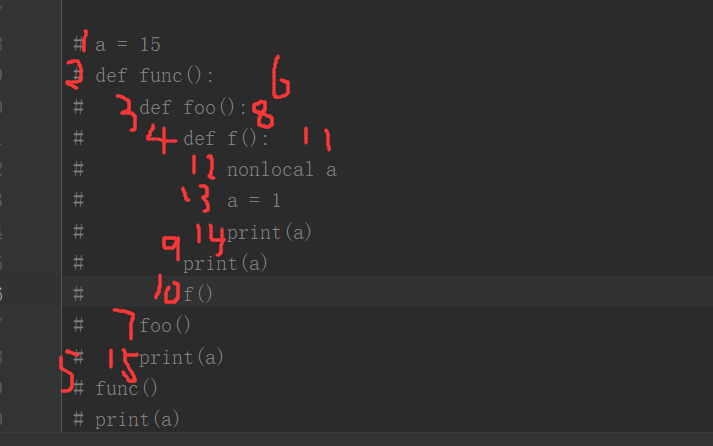 # 1 a = 15
2 # def func(): 6
# 3 def foo(): 8
# 4 def f(): 11
# 12 nonlocal a
# 13 a = 1
# 14 print(a)
# 9 print(a)
# 10 f()
# 7 foo()
# 15 print(a)
5 # func()
# print(a)